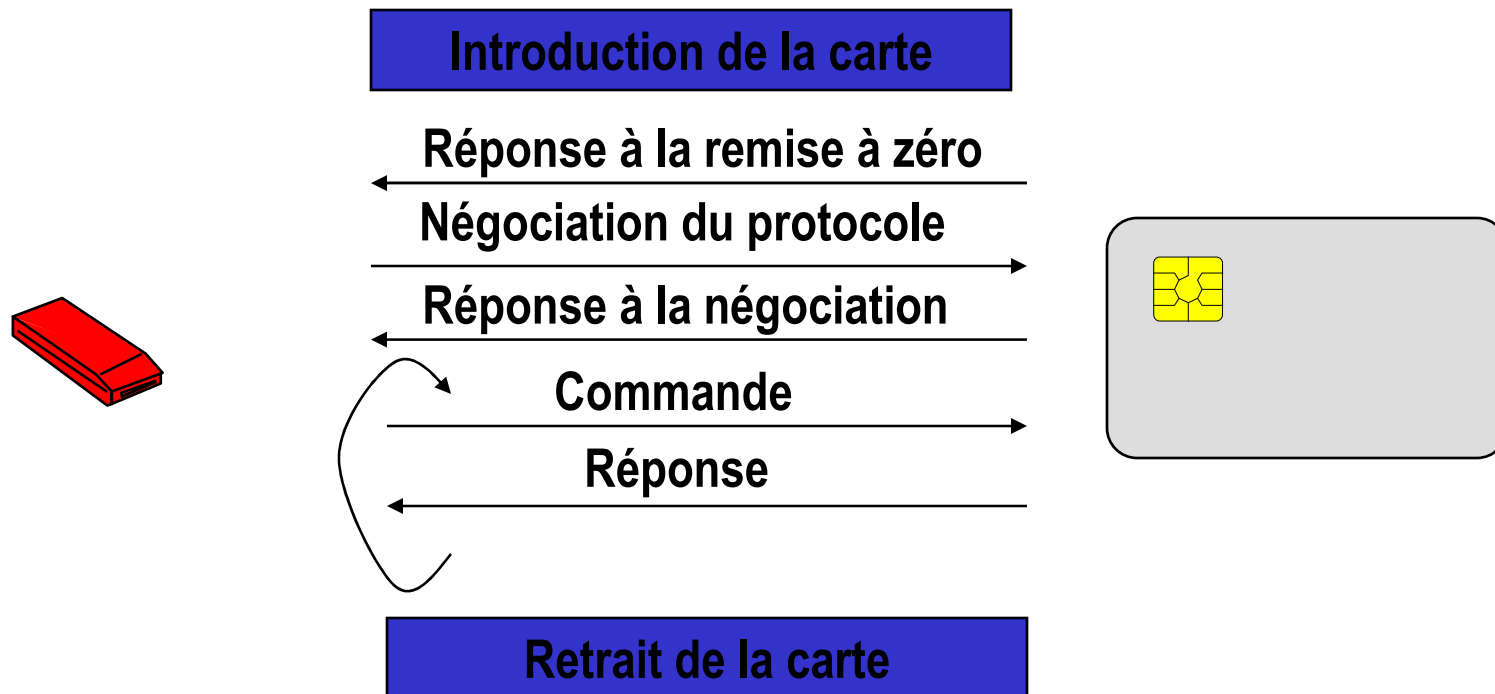 Introduction de la carte
Réponse à la remise à zéro
Négociation du protocole
Réponse à la négociation
Commande
Réponse
Retrait de la carte